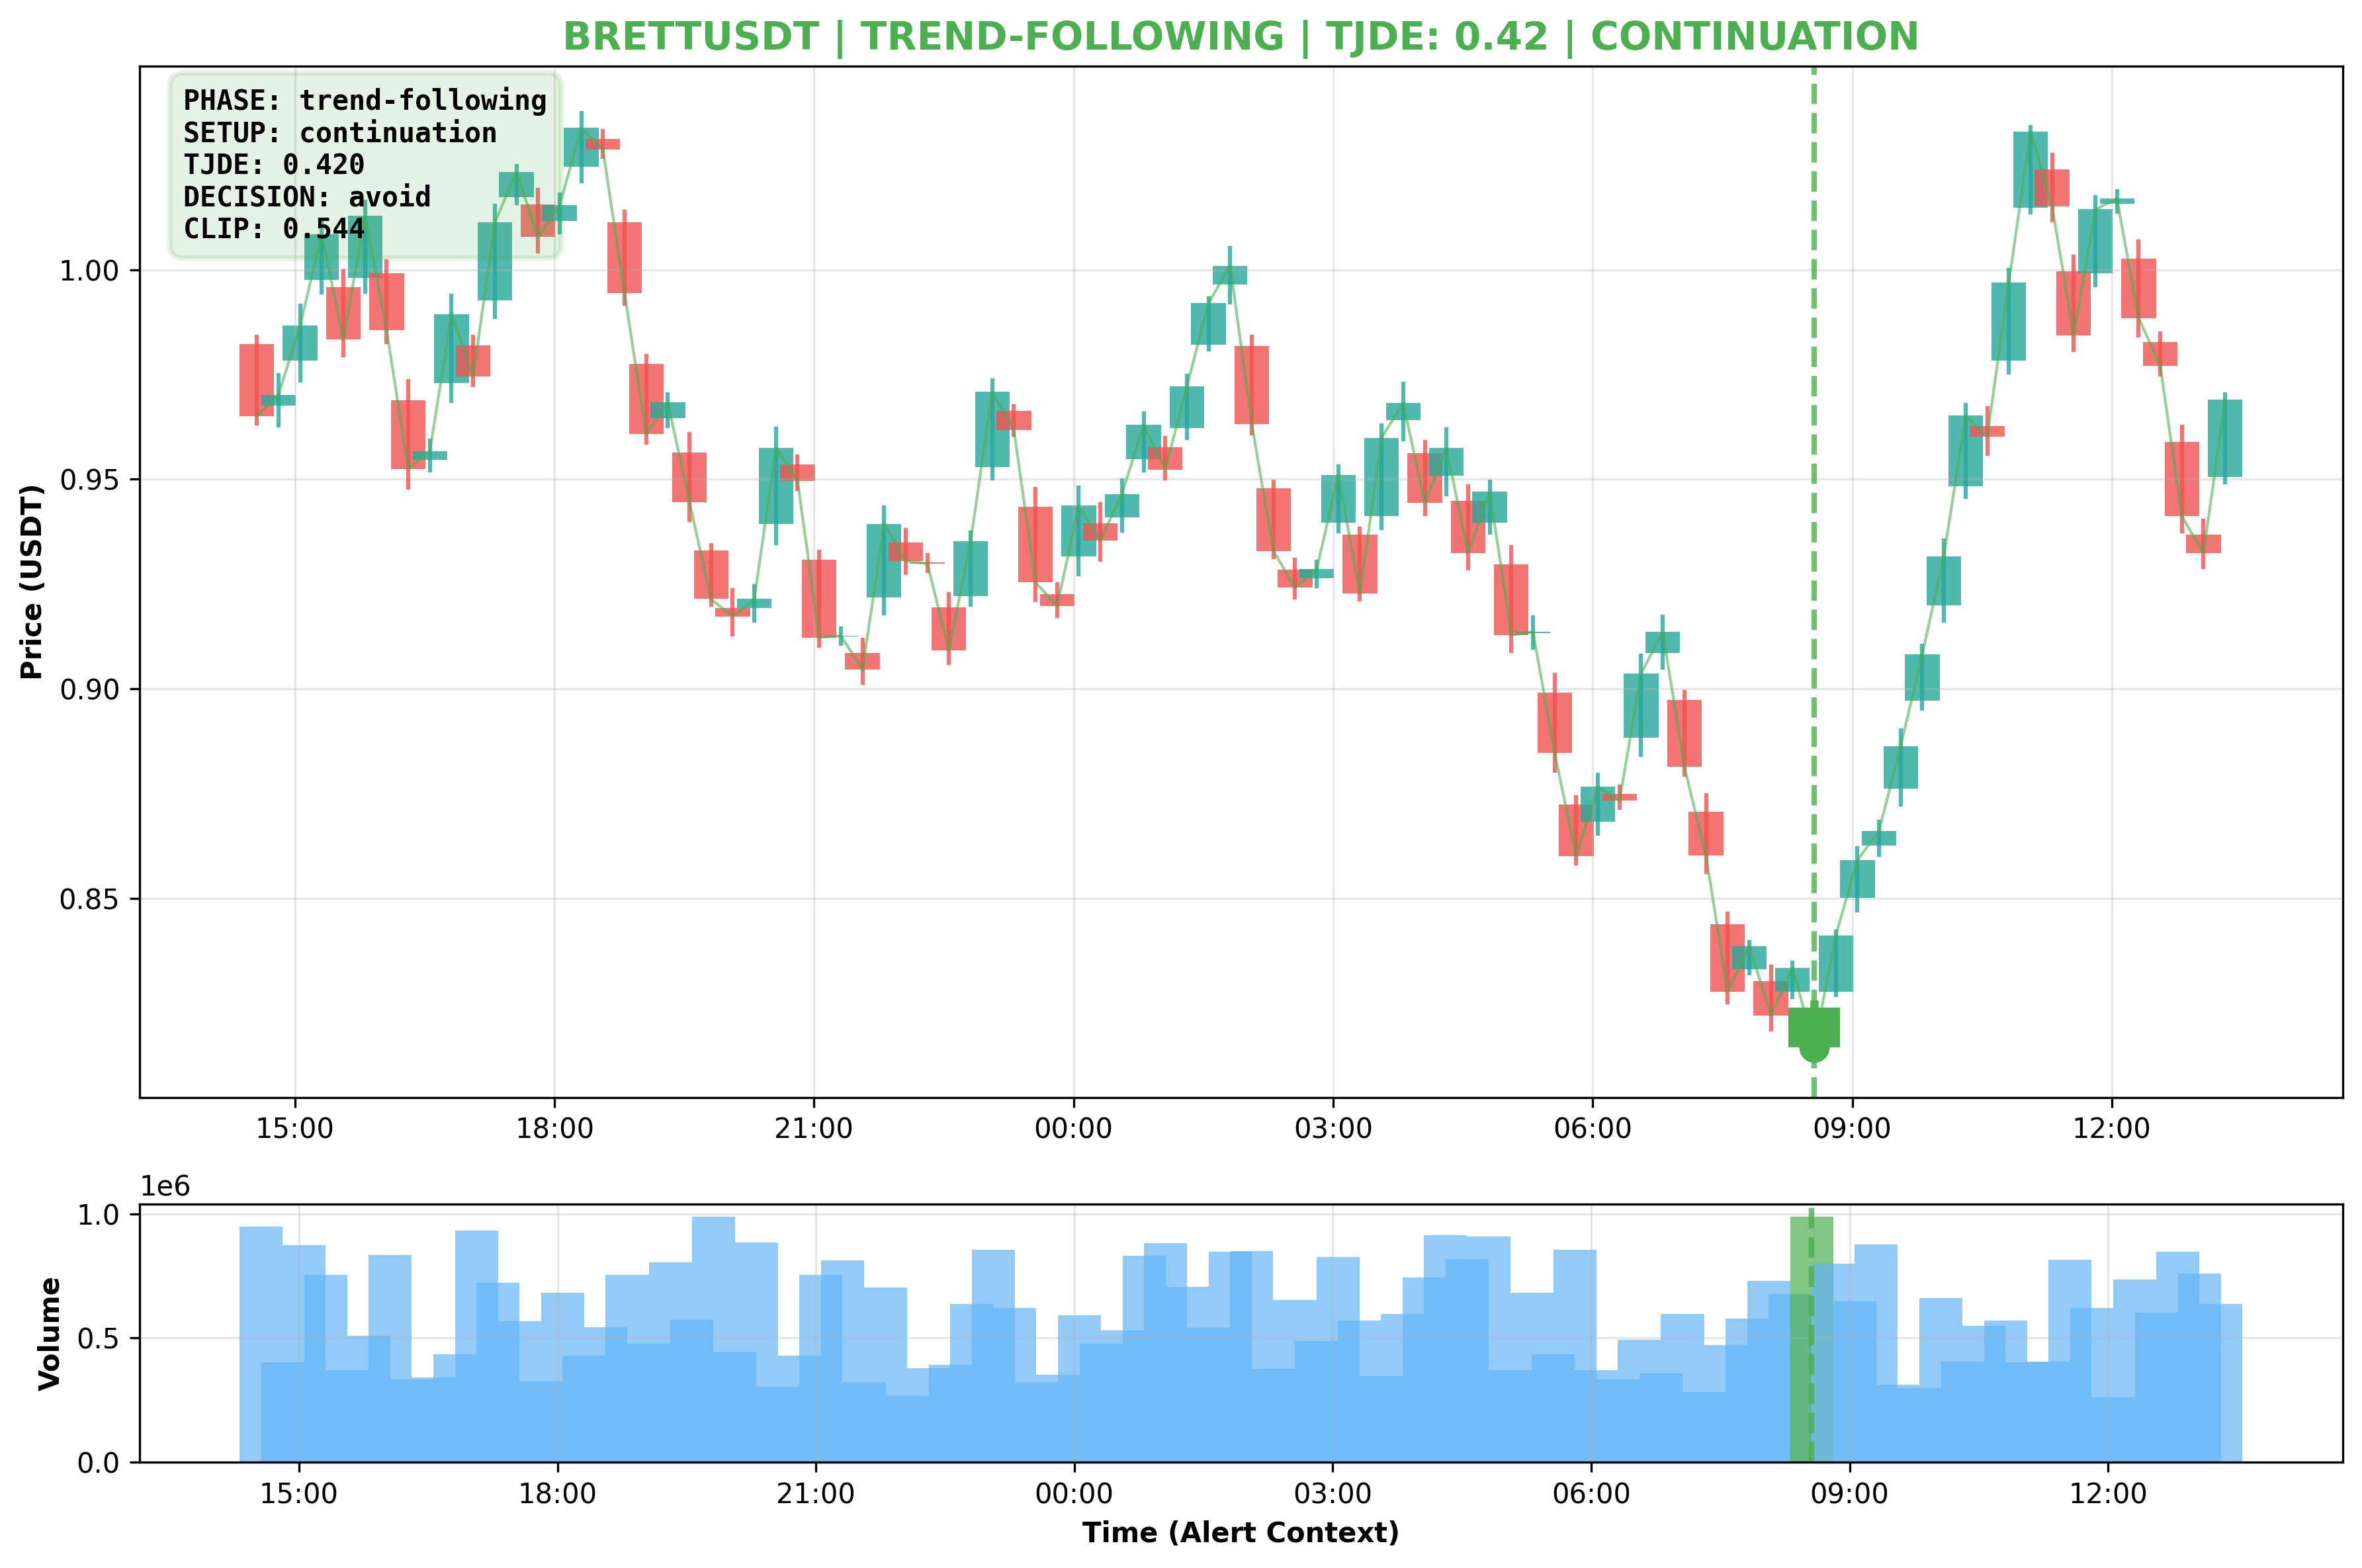 BRETTUSDT | TREND-FOLLOWING | TJDE: 0.42 | CONTINUATION
PHASE: trend-following
SETUP: continuation
TJDE: 0.420
DECISION: avoid
CLIP: 0.544
Price (USDT)
1.00
0.95
0.90
0.85
15:00 18:00 21:00 00:00 03:00 06:00 09:00 12:00
1e6
Volume
1.0
0.5
0.0
15:00 18:00 21:00 00:00 03:00 06:00 09:00 12:00
Time (Alert Context)